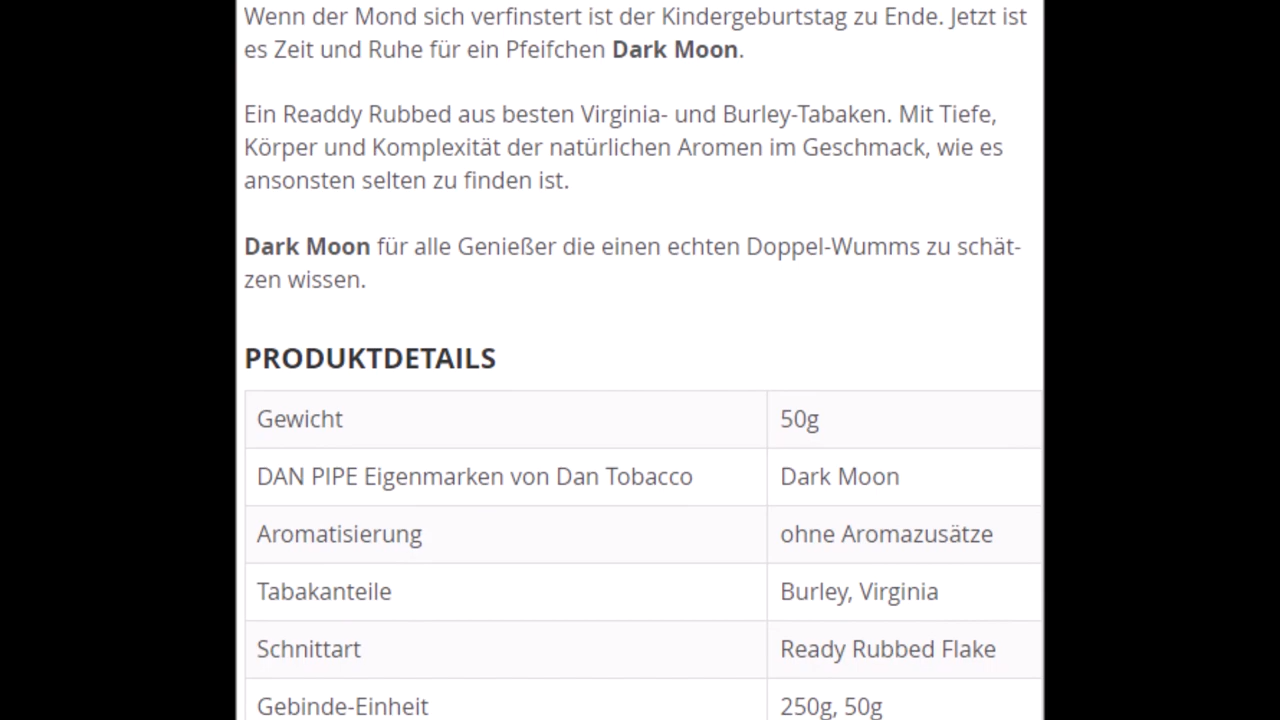 Wenn der Mond sich verfinstert ist der Kindergeburtstag zu Ende. Jetzt ist
es Zeit und Ruhe für ein Pfeifchen Dark Moon.
Ein Readdy Rubbed aus besten Virginia- und Burley-Tabaken. Mit Tiefe,
Körper und Komplexität der natürlichen Aromen im Geschmack, wie es
ansonsten selten zu finden ist.
Dark Moon für alle Genießer die einen echten Doppel-Wumms zu schät-
zen wissen.
PRODUKTDETAILS
Gewicht 50g
DAN PIPE Eigenmarken von Dan Tobacco Dark Moon
Aromatisierung ohne Aromazusätze
Tabakanteile Burley, Virginia
Schnittart Ready Rubbed Flake
Gebinde-Einheit 250g, 50g